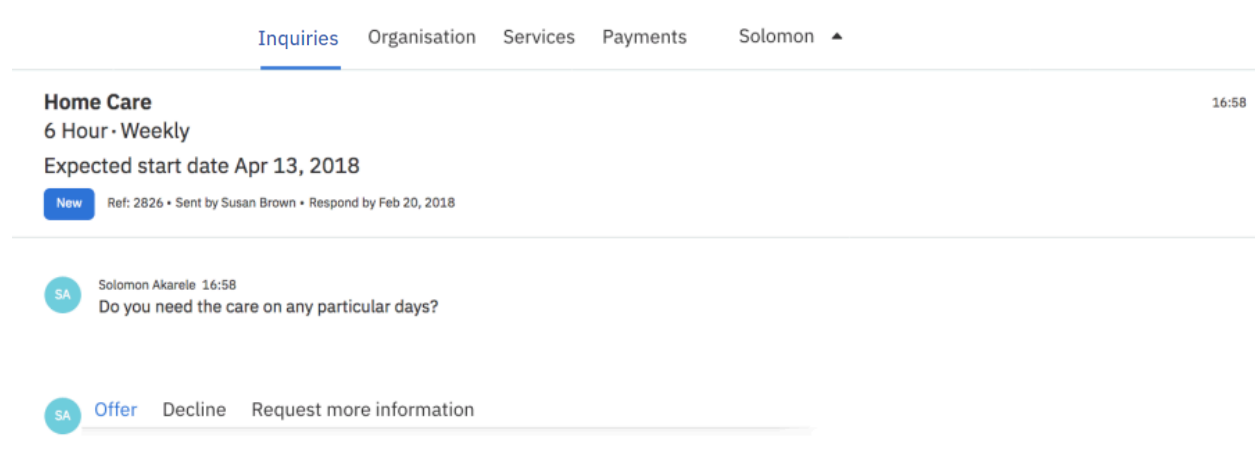 Inquiries Organisation Services Payments Solomon ▲
Home Care 16:58
6 Hour · Weekly
Expected start date Apr 13, 2018
New Ref: 2826 • Sent by Susan Brown • Respond by Feb 20, 2018
SA Solomon Akarele 16:58
Do you need the care on any particular days?
SA Offer Decline Request more information